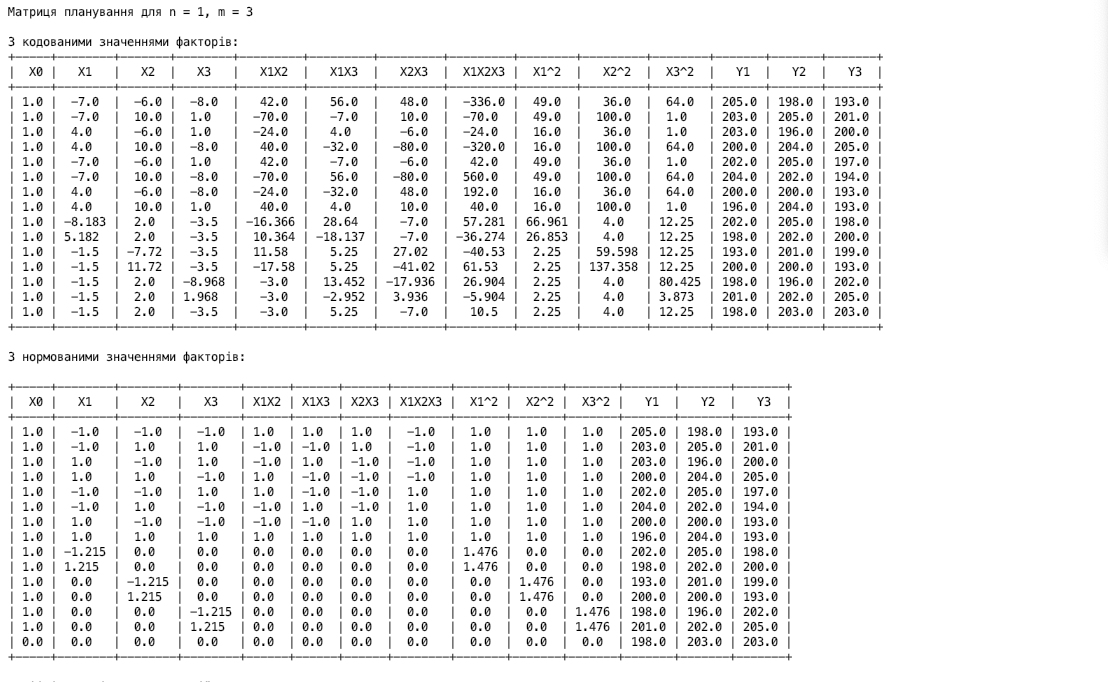 Матриця планування для n = 1, m = 3
З кодованими значеннями факторів:
| X0 | X1 | X2 | X3 | X1X2 | X1X3 | X2X3 | X1X2X3 | X1^2 | X2^2 | X3^2 | Y1 | Y2 | Y3 |
| 1.0 | -7.0 | -6.0 | -8.0 | 42.0 | 56.0 | 48.0 | -336.0 | 49.0 | 36.0 | 64.0 | 205.0 | 198.0 | 193.0 |
| 1.0 | -7.0 | 10.0 | 1.0 | -70.0 | -7.0 | 10.0 | -70.0 | 49.0 | 100.0 | 1.0 | 203.0 | 205.0 | 201.0 |
| 1.0 | 4.0 | -6.0 | 1.0 | -24.0 | 4.0 | -6.0 | -24.0 | 16.0 | 36.0 | 1.0 | 203.0 | 196.0 | 200.0 |
| 1.0 | 4.0 | 10.0 | -8.0 | 40.0 | -32.0 | -80.0 | -320.0 | 16.0 | 100.0 | 64.0 | 200.0 | 204.0 | 205.0 |
| 1.0 | -7.0 | -6.0 | 1.0 | 42.0 | -7.0 | -6.0 | 42.0 | 49.0 | 36.0 | 1.0 | 202.0 | 205.0 | 197.0 |
| 1.0 | -7.0 | 10.0 | -8.0 | -70.0 | 56.0 | -80.0 | 560.0 | 49.0 | 100.0 | 64.0 | 204.0 | 202.0 | 194.0 |
| 1.0 | 4.0 | -6.0 | -8.0 | -24.0 | -32.0 | 48.0 | 192.0 | 16.0 | 36.0 | 64.0 | 200.0 | 200.0 | 193.0 |
| 1.0 | 4.0 | 10.0 | 1.0 | 40.0 | 4.0 | 10.0 | 40.0 | 16.0 | 100.0 | 1.0 | 196.0 | 204.0 | 193.0 |
| 1.0 | -8.183 | 2.0 | -3.5 | -16.366 | 28.64 | -7.0 | 57.281 | 66.961 | 4.0 | 12.25 | 202.0 | 205.0 | 198.0 |
| 1.0 | 5.182 | 2.0 | -3.5 | 10.364 | -18.137 | -7.0 | -36.274 | 26.853 | 4.0 | 12.25 | 198.0 | 202.0 | 200.0 |
| 1.0 | -1.5 | -7.72 | -3.5 | 11.58 | 5.25 | 27.02 | -40.53 | 2.25 | 59.598 | 12.25 | 193.0 | 201.0 | 199.0 |
| 1.0 | -1.5 | 11.72 | -3.5 | -17.58 | 5.25 | -41.02 | 61.53 | 2.25 | 137.358 | 12.25 | 200.0 | 200.0 | 193.0 |
| 1.0 | -1.5 | 2.0 | -8.968 | -3.0 | 13.452 | -17.936 | 26.904 | 2.25 | 4.0 | 80.425 | 198.0 | 196.0 | 202.0 |
| 1.0 | -1.5 | 2.0 | 1.968 | -3.0 | -2.952 | 3.936 | -5.904 | 2.25 | 4.0 | 3.873 | 201.0 | 202.0 | 205.0 |
| 1.0 | -1.5 | 2.0 | -3.5 | -3.0 | 5.25 | -7.0 | 10.5 | 2.25 | 4.0 | 12.25 | 198.0 | 203.0 | 203.0 |
З нормованими значеннями факторів:
| X0 | X1 | X2 | X3 | X1X2 | X1X3 | X2X3 | X1X2X3 | X1^2 | X2^2 | X3^2 | Y1 | Y2 | Y3 |
| 1.0 | -1.0 | -1.0 | -1.0 | 1.0 | 1.0 | 1.0 | -1.0 | 1.0 | 1.0 | 1.0 | 205.0 | 198.0 | 193.0 |
| 1.0 | -1.0 | 1.0 | 1.0 | -1.0 | -1.0 | 1.0 | -1.0 | 1.0 | 1.0 | 1.0 | 203.0 | 205.0 | 201.0 |
| 1.0 | 1.0 | -1.0 | 1.0 | -1.0 | 1.0 | -1.0 | -1.0 | 1.0 | 1.0 | 1.0 | 203.0 | 196.0 | 200.0 |
| 1.0 | 1.0 | 1.0 | -1.0 | 1.0 | -1.0 | -1.0 | -1.0 | 1.0 | 1.0 | 1.0 | 200.0 | 204.0 | 205.0 |
| 1.0 | -1.0 | -1.0 | 1.0 | 1.0 | -1.0 | -1.0 | 1.0 | 1.0 | 1.0 | 1.0 | 202.0 | 205.0 | 197.0 |
| 1.0 | -1.0 | 1.0 | -1.0 | -1.0 | 1.0 | -1.0 | 1.0 | 1.0 | 1.0 | 1.0 | 204.0 | 202.0 | 194.0 |
| 1.0 | 1.0 | -1.0 | -1.0 | -1.0 | -1.0 | 1.0 | 1.0 | 1.0 | 1.0 | 1.0 | 200.0 | 200.0 | 193.0 |
| 1.0 | 1.0 | 1.0 | 1.0 | 1.0 | 1.0 | 1.0 | 1.0 | 1.0 | 1.0 | 1.0 | 196.0 | 204.0 | 193.0 |
| 1.0 | -1.215 | 0.0 | 0.0 | 0.0 | 0.0 | 0.0 | 0.0 | 1.476 | 0.0 | 0.0 | 202.0 | 205.0 | 198.0 |
| 1.0 | 1.215 | 0.0 | 0.0 | 0.0 | 0.0 | 0.0 | 0.0 | 1.476 | 0.0 | 0.0 | 198.0 | 202.0 | 200.0 |
| 1.0 | 0.0 | -1.215 | 0.0 | 0.0 | 0.0 | 0.0 | 0.0 | 0.0 | 1.476 | 0.0 | 193.0 | 201.0 | 199.0 |
| 1.0 | 0.0 | 1.215 | 0.0 | 0.0 | 0.0 | 0.0 | 0.0 | 0.0 | 1.476 | 0.0 | 200.0 | 200.0 | 193.0 |
| 1.0 | 0.0 | 0.0 | -1.215 | 0.0 | 0.0 | 0.0 | 0.0 | 0.0 | 0.0 | 1.476 | 198.0 | 196.0 | 202.0 |
| 1.0 | 0.0 | 0.0 | 1.215 | 0.0 | 0.0 | 0.0 | 0.0 | 0.0 | 0.0 | 1.476 | 201.0 | 202.0 | 205.0 |
| 0.0 | 0.0 | 0.0 | 0.0 | 0.0 | 0.0 | 0.0 | 0.0 | 0.0 | 0.0 | 0.0 | 198.0 | 203.0 | 203.0 |